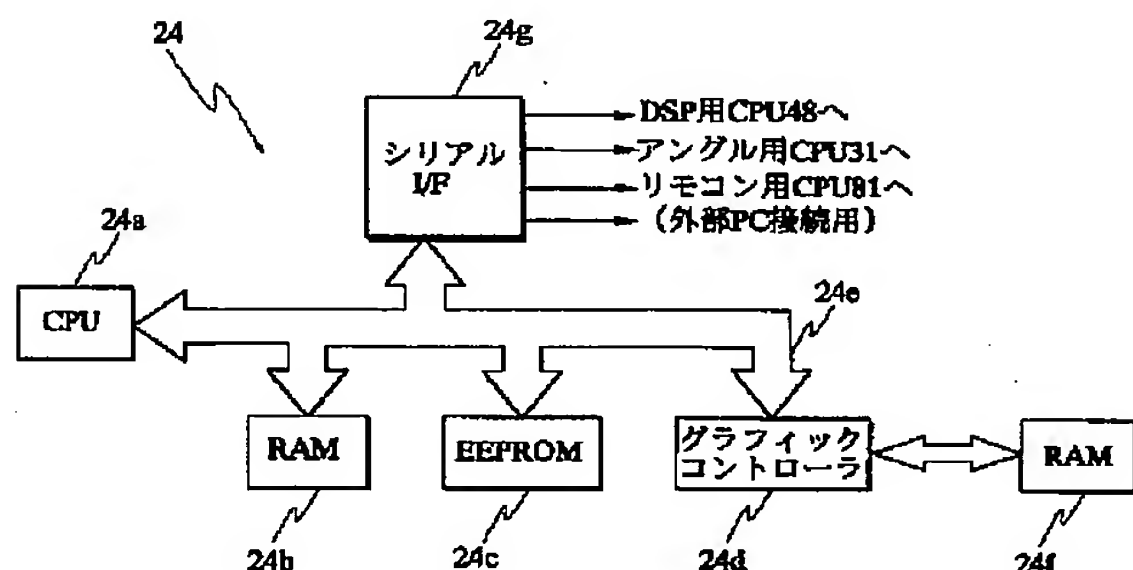 24
24g
シリアル
I/F
DSP用CPU48へ
アングル用CPU31へ
リモコン用CPU81へ
（外部PC接続用）
24a
CPU
24e
RAM
EEPROM
グラフィック
コントローラ
RAM
24b
24c
24d
24f